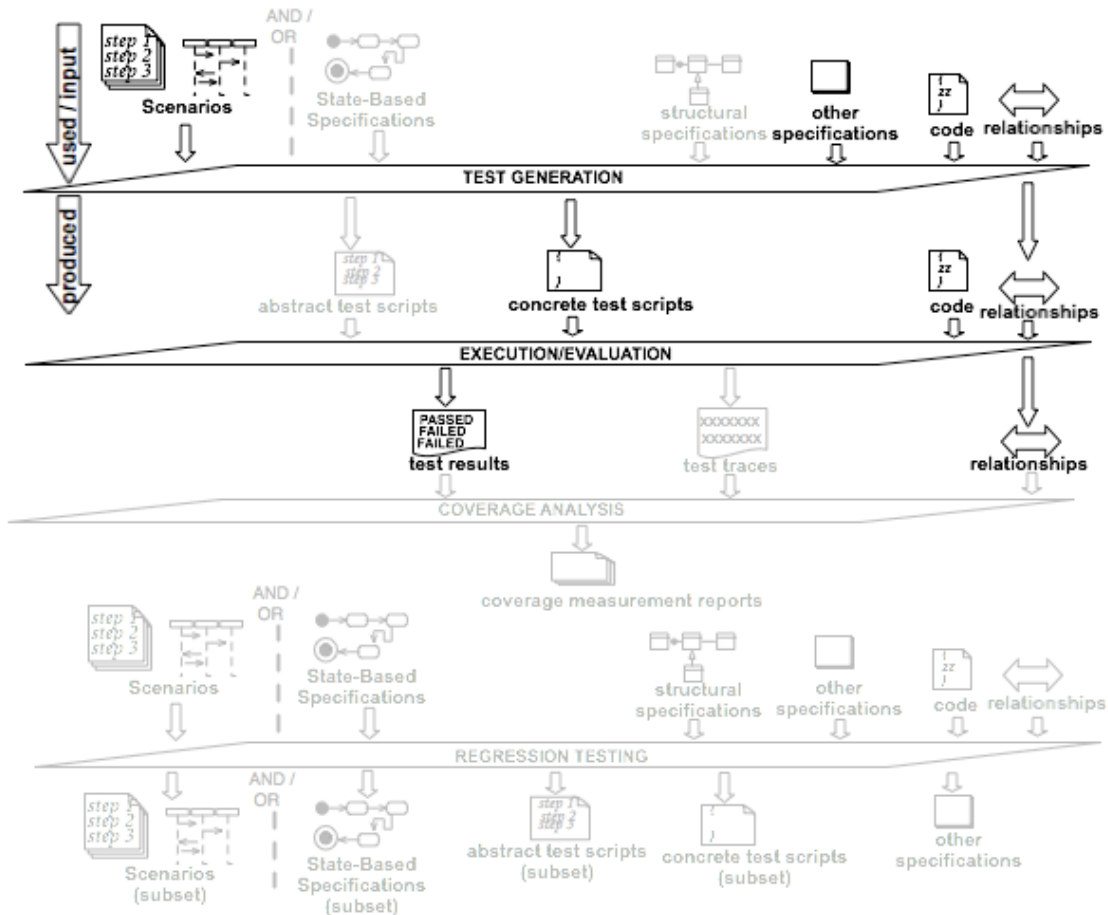 used / input
step 1
step 2
step 3
Scenarios
AND /
OR
State-Based
Specifications
structural
specifications
other
specifications
{
zz
}
code
relationships
TEST GENERATION
produced
step 1
step 2
step 3
abstract test scripts
{
}
concrete test scripts
{
zz
}
code
relationships
EXECUTION/EVALUATION
PASSED
FAILED
FAILED
test results
XXXXXXX
XXXXXXX
test traces
relationships
COVERAGE ANALYSIS
coverage measurement reports
step 1
step 2
step 3
Scenarios
AND /
OR
State-Based
Specifications
structural
specifications
other
specifications
{
zz
}
code
relationships
REGRESSION TESTING
step 1
step 2
step 3
Scenarios
(subset)
AND /
OR
State-Based
Specifications
(subset)
step 1
step 2
step 3
abstract test scripts
(subset)
{
}
concrete test scripts
(subset)
other
specifications